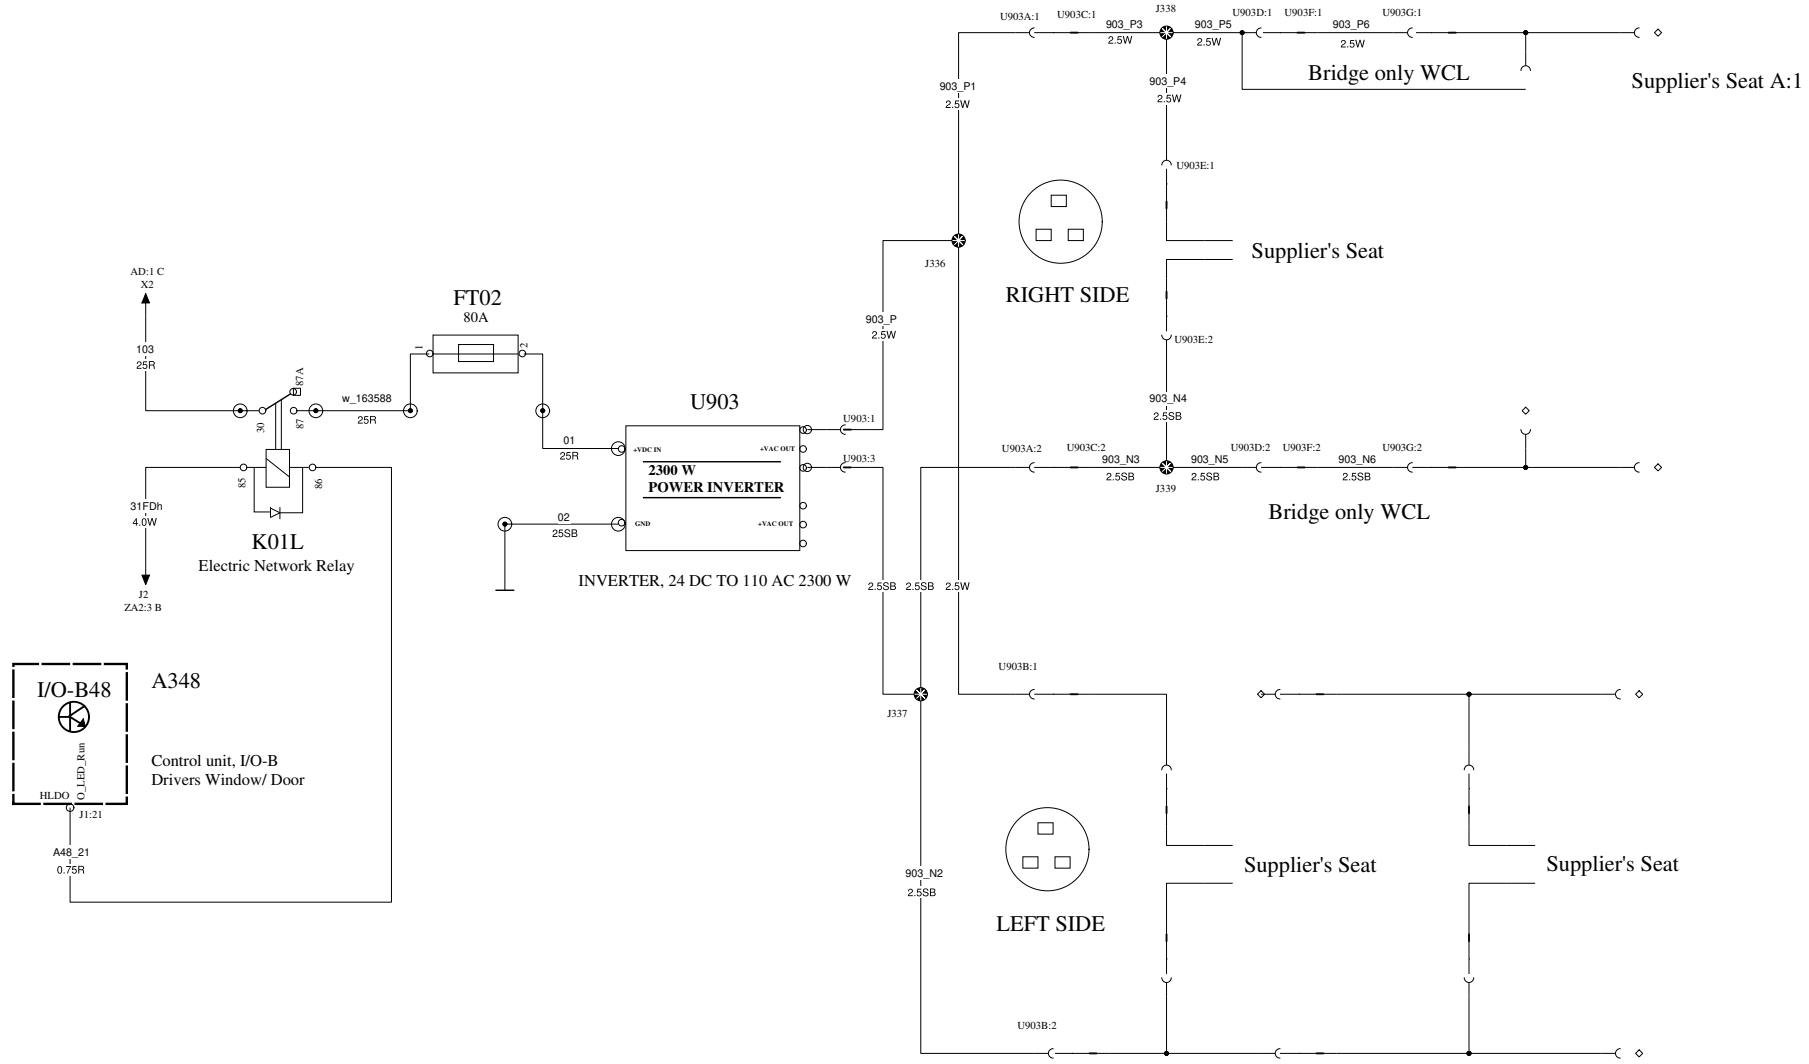 U903A:1
U903C:1
J338
903_P3
2.5W
903_P5
2.5W
U903D:1
U903F:1
903_P6
2.5W
U903G:1
Bridge only WCL
Supplier's Seat A:1
903_P1
2.5W
903_P4
2.5W
U903E:1
Supplier's Seat
J336
RIGHT SIDE
U903E:2
903_N4
2.5SB
AD:1 C
X2
103
25R
FT02
80A
1
2
903_P
2.5W
87A
30
87
w_163588
25R
U903
U903:1
01
25R
+VDC IN
+VAC OUT
2300 W
POWER INVERTER
U903:3
02
25SB
GND
+VAC OUT
INVERTER, 24 DC TO 110 AC 2300 W
U903A:2
U903C:2
903_N3
2.5SB
J339
903_N5
2.5SB
U903D:2
U903F:2
903_N6
2.5SB
U903G:2
Bridge only WCL
85
86
31FDh
4.0W
K01L
Electric Network Relay
J2
ZA2:3 B
2.5SB
2.5SB
2.5W
I/O-B48
A348
O_LED_Run
HLDO
J1:21
Control unit, I/O-B
Drivers Window/ Door
A48_21
0.75R
U903B:1
J337
903_N2
2.5SB
LEFT SIDE
Supplier's Seat
Supplier's Seat
U903B:2